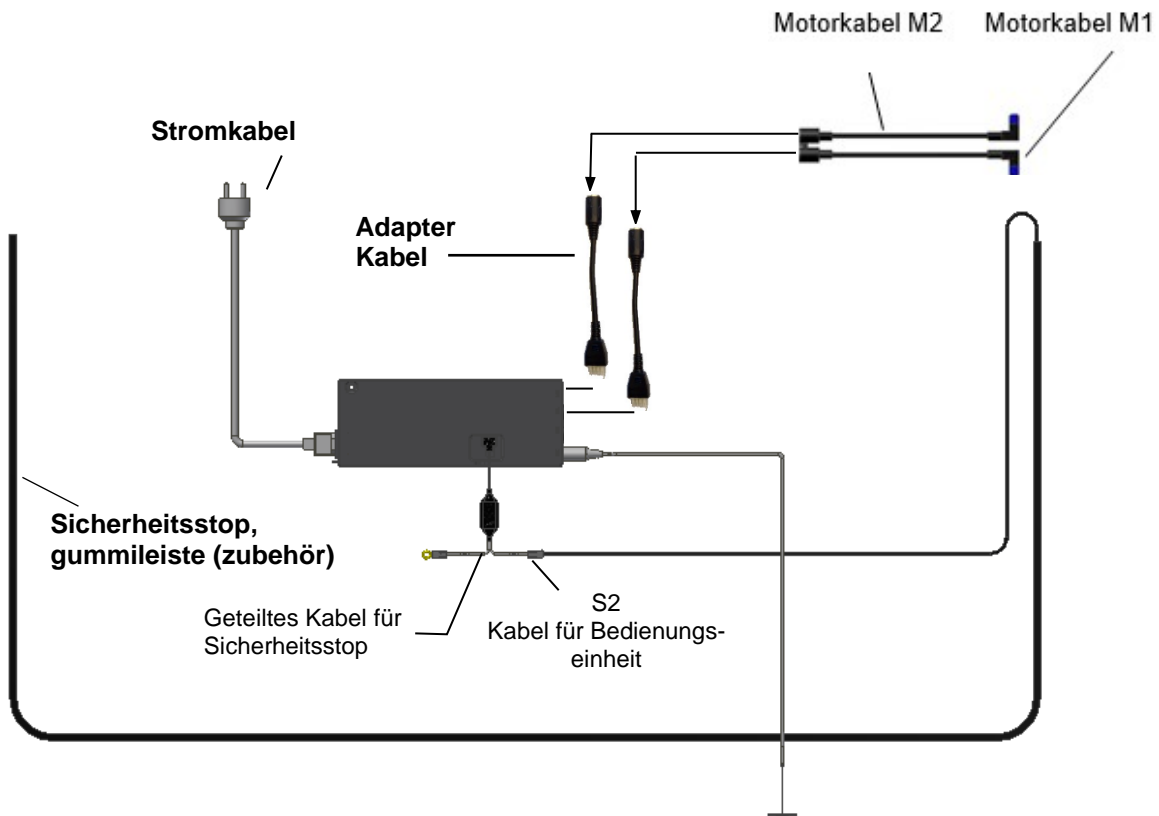 Motorkabel M2
Motorkabel M1
Stromkabel
Adapter
Kabel
Sicherheitsstop,
gummileiste (zubehör)
Geteiltes Kabel für
Sicherheitsstop
S2
Kabel für Bedienungs-
einheit